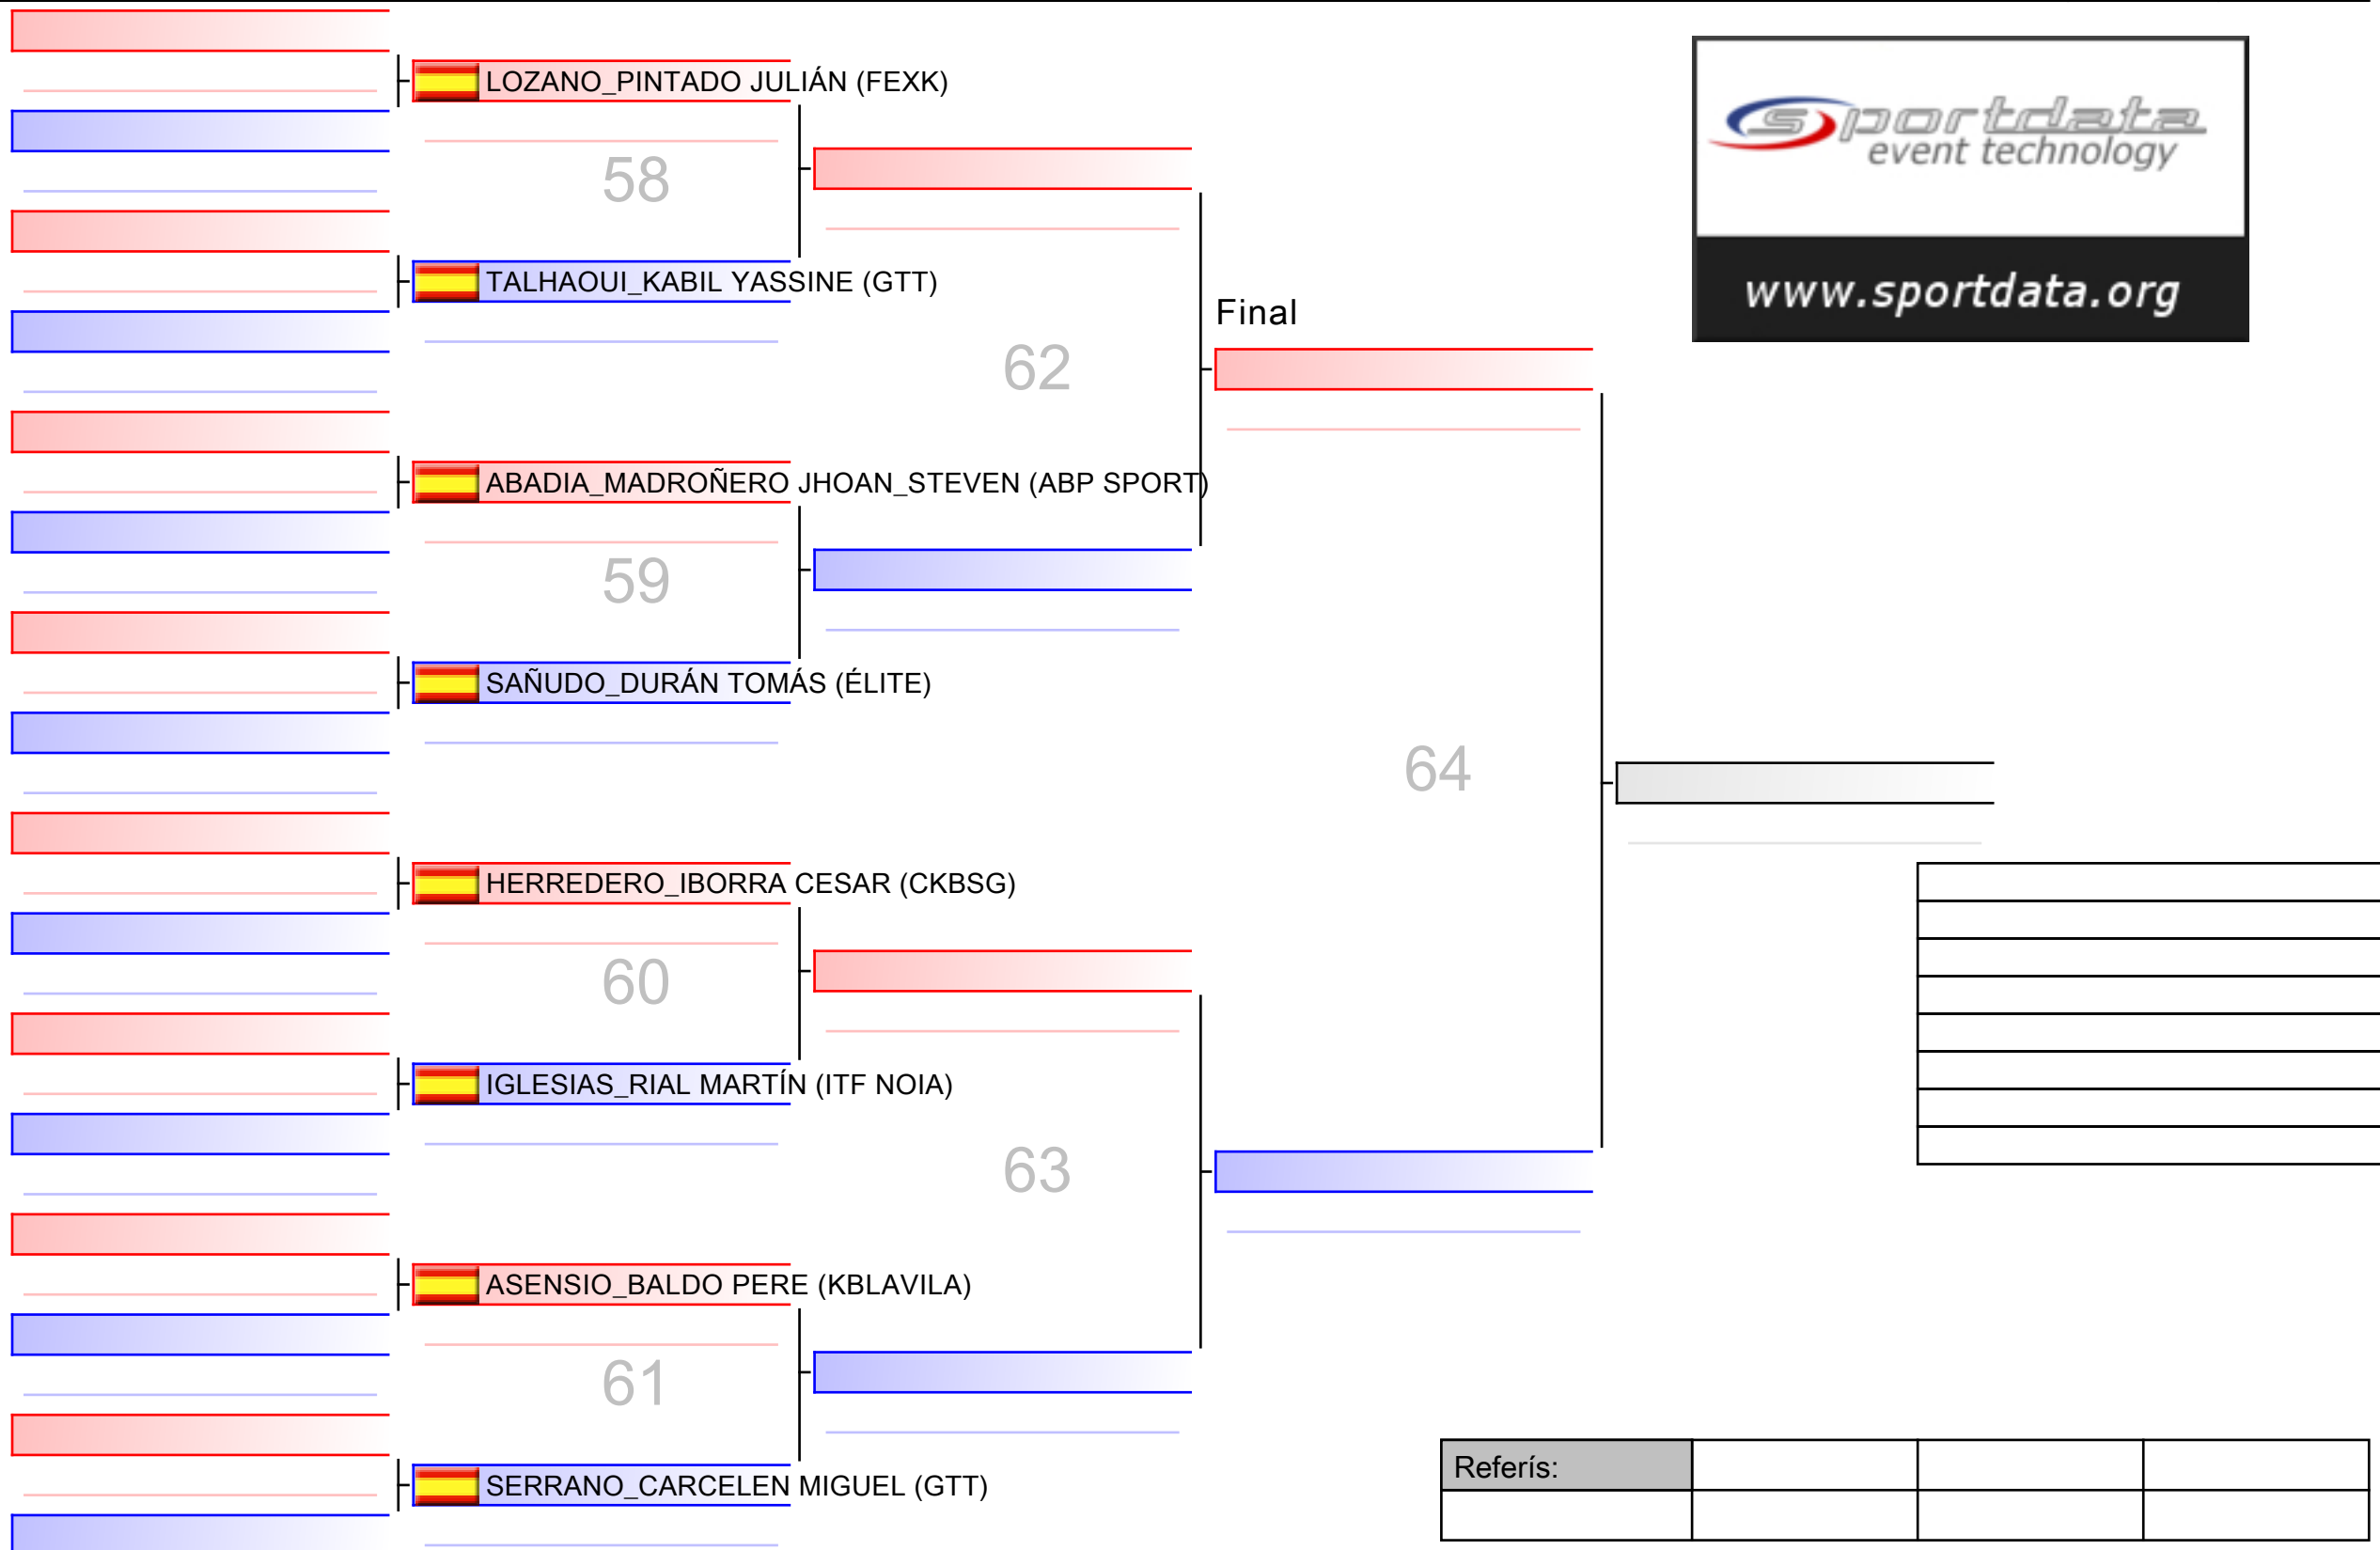 LOZANO_PINTADO JULIÁN (FEXK)
58
TALHAOUI_KABIL YASSINE (GTT)
62
ABADIA_MADROÑERO JHOAN_STEVEN (ABP SPORT)
59
SAÑUDO_DURÁN TOMÁS (ÉLITE)
Final
64
HERREDERO_IBORRA CESAR (CKBSG)
60
IGLESIAS_RIAL MARTÍN (ITF NOIA)
63
ASENSIO_BALDO PERE (KBLAVILA)
61
SERRANO_CARCELEN MIGUEL (GTT)
sportdata
event technology
www.sportdata.org
Referís: